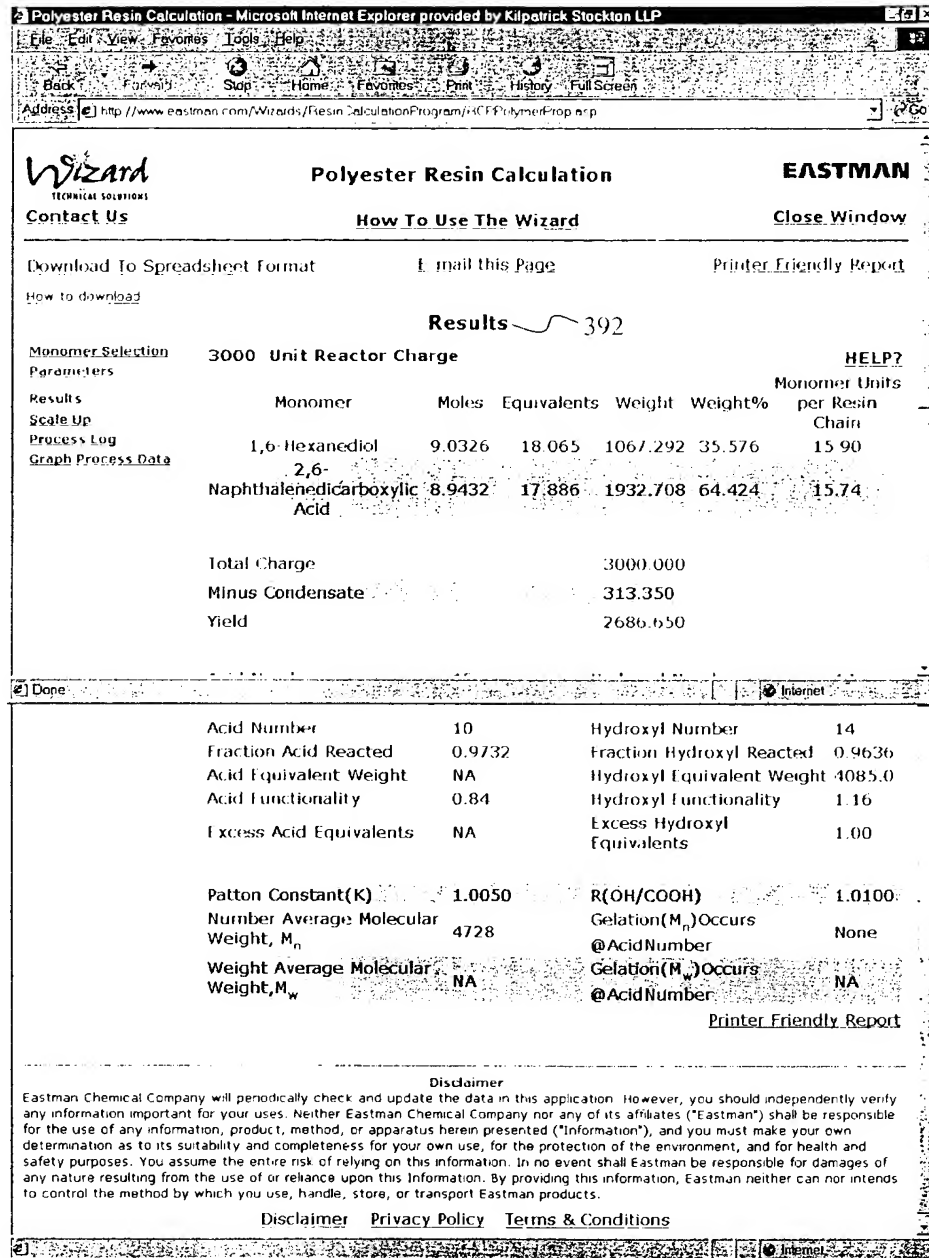 Polyester Resin Calculation - Microsoft Internet Explorer provided by Kilpatrick Stockton LLP
File Edit View Favorites Tools Help
Back Forward Stop Home Favorites Print History Full Screen
Address http://www.eastman.com/Wizards/ResinCalculationProgram/RCPPolymerProp.asp Go
Wizard
TECHNICAL SOLUTIONS
Polyester Resin Calculation
EASTMAN
Contact Us How To Use The Wizard Close Window
Download To Spreadsheet Format E-mail this Page Printer Friendly Report
How to download
Results 392
Monomer Selection
Parameters
Results
Scale Up
Process Log
Graph Process Data
3000 Unit Reactor Charge HELP?
Monomer Moles Equivalents Weight Weight% Monomer Units per Resin Chain
1,6-Hexanediol 9.0326 18.065 1067.292 35.576 15.90
2,6-
Naphthalenedicarboxylic 8.9432 17.886 1932.708 64.424 15.74
Acid
Total Charge 3000.000
Minus Condensate 313.350
Yield 2686.650
Done Internet
Acid Number 10 Hydroxyl Number 14
Fraction Acid Reacted 0.9732 Fraction Hydroxyl Reacted 0.9636
Acid Equivalent Weight NA Hydroxyl Equivalent Weight 4085.0
Acid Functionality 0.84 Hydroxyl Functionality 1.16
Excess Acid Equivalents NA Excess Hydroxyl Equivalents 1.00
Patton Constant(K) 1.0050 R(OH/COOH) 1.0100
Number Average Molecular Weight, Mn 4728 Gelation(Mn)Occurs @AcidNumber None
Weight Average Molecular Weight,Mw NA Gelation(Mw)Occurs @AcidNumber NA
Printer Friendly Report
Disclaimer
Eastman Chemical Company will periodically check and update the data in this application However, you should independently verify
any information important for your uses. Neither Eastman Chemical Company nor any of its affiliates ("Eastman") shall be responsible
for the use of any information, product, method, or apparatus herein presented ("Information"), and you must make your own
determination as to its suitability and completeness for your own use, for the protection of the environment, and for health and
safety purposes. You assume the entire risk of relying on this information. In no event shall Eastman be responsible for damages of
any nature resulting from the use of or reliance upon this Information. By providing this information, Eastman neither can nor intends
to control the method by which you use, handle, store, or transport Eastman products.
Disclaimer Privacy Policy Terms & Conditions
Internet